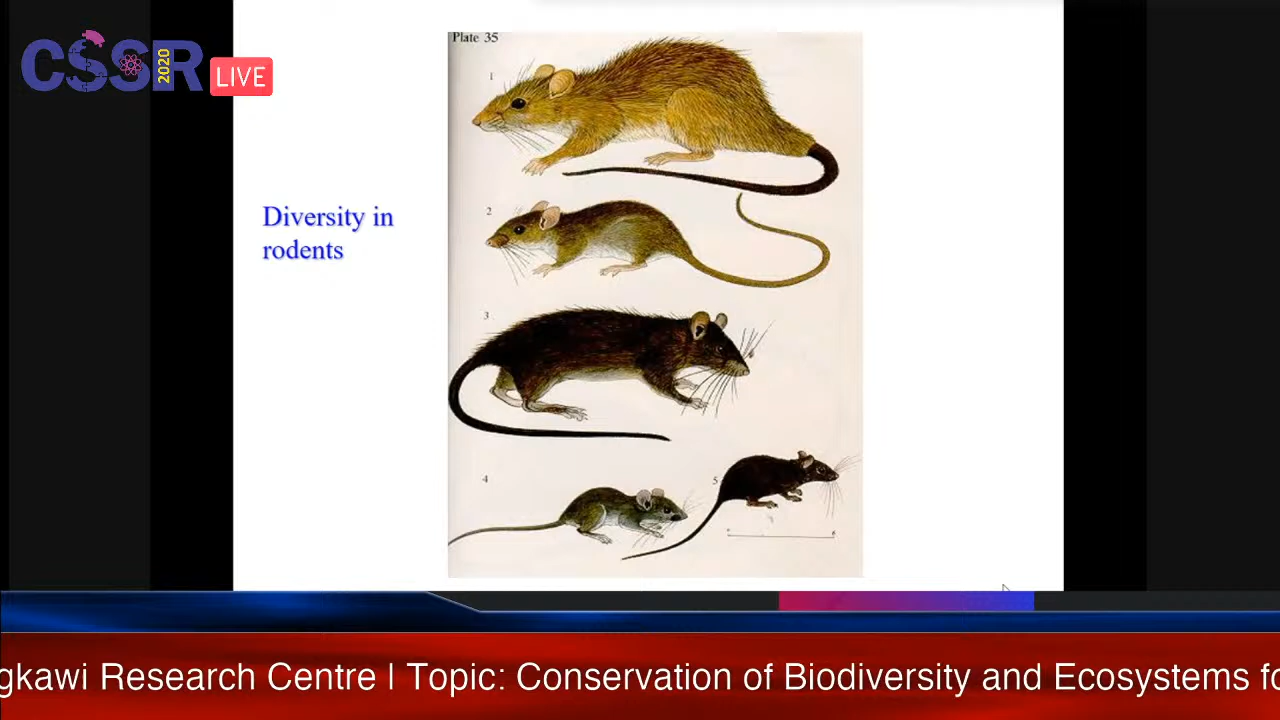 CSSR
2020
LIVE
Plate 35
1
2
3
4
5
Diversity in
rodents
gkawi Research Centre | Topic: Conservation of Biodiversity and Ecosystems fo